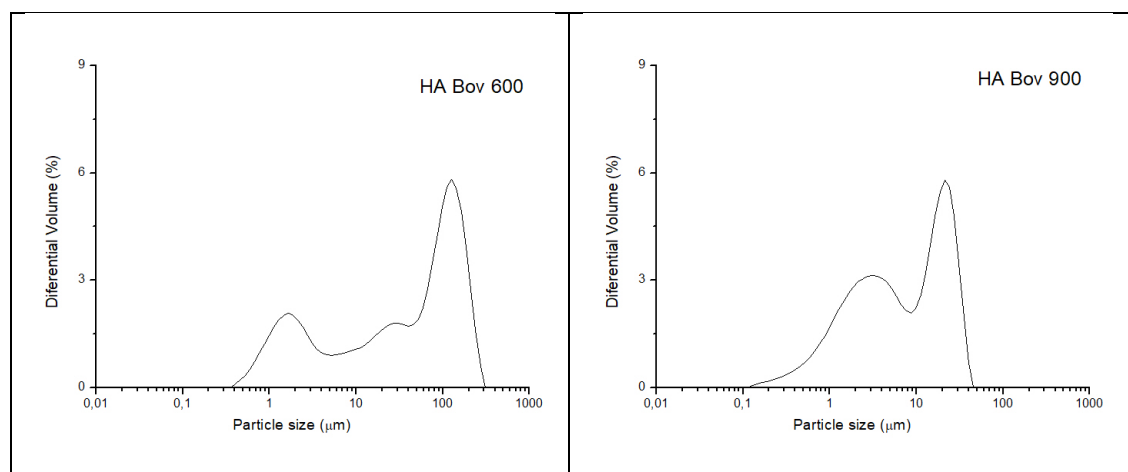 HA Bov 600
Diferential Volume (%)
9
6
3
0
0,01 0,1 1 10 100 1000
Particle size (μm)
HA Bov 900
Diferential Volume (%)
9
6
3
0
0,01 0,1 1 10 100 1000
Particle size (μm)